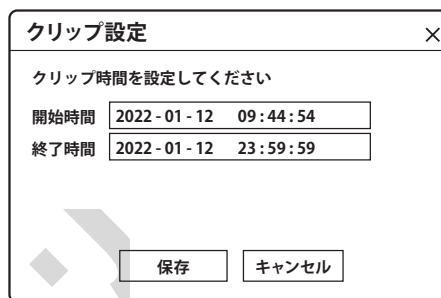 クリップ設定 ×
クリップ時間を設定してください
開始時間 2022 - 01 - 12 09 : 44 : 54
終了時間 2022 - 01 - 12 23 : 59 : 59
保存 キャンセル